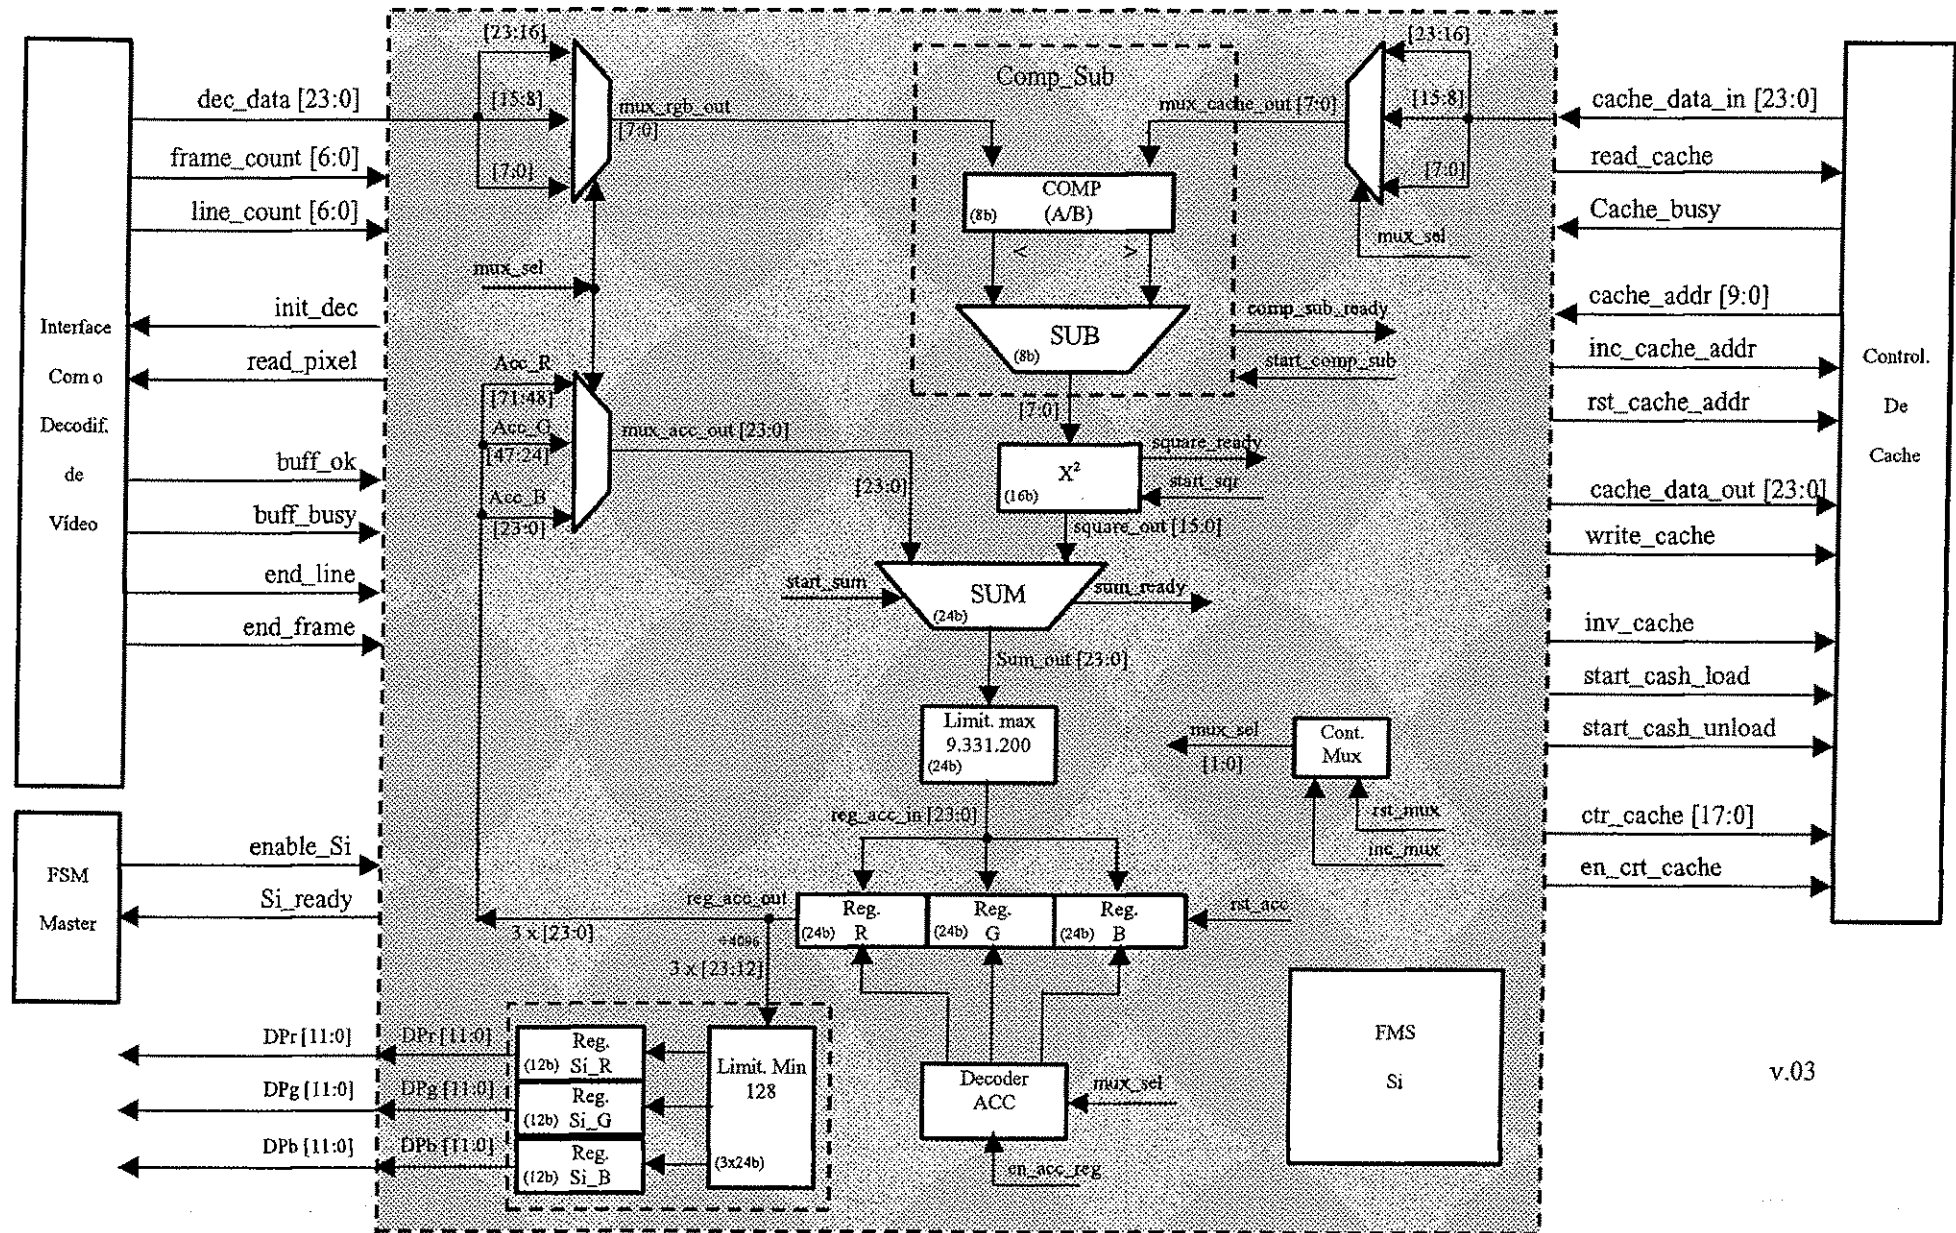 Interface
Com o
Decodif.
de
Vídeo
dec_data [23:0]
frame_count [6:0]
line_count [6:0]
init_dec
read_pixel
buff_ok
buff_busy
end_line
end_frame
FSM
Master
enable_Si
Si_ready
DPr [11:0]
DPg [11:0]
DPb [11:0]
DPr [11:0]
DPg [11:0]
DPb [11:0]
[23:16]
[15:8]
[7:0]
mux_rgb_out
[7:0]
mux_sel
Acc_R
[71:48]
Acc_G
[47:24]
Acc_B
[23:0]
mux_acc_out [23:0]
[23:0]
Comp_Sub
COMP
(A/B)
(8b)
<
>
SUB
(8b)
comp_sub_ready
start_comp_sub
[7:0]
X²
(16b)
square_ready
start_sqr
square_out [15:0]
start_sum
SUM
(24b)
sum_ready
Sum_out [23:0]
Limit. max
9.331.200
(24b)
reg_acc_in [23:0]
reg_acc_out
3 x [23:0]
÷4096
3 x [23:12]
Reg.
R
(24b)
Reg.
G
(24b)
Reg.
B
(24b)
rst_acc
Reg.
(12b) Si_R
Reg.
(12b) Si_G
Reg.
(12b) Si_B
Limit. Min
128
(3x24b)
Decoder
ACC
mux_sel
en_acc_reg
mux_cache_out [7:0]
[23:16]
[15:8]
[7:0]
mux_sel
mux_sel
[1:0]
Cont.
Mux
rst_mux
inc_mux
FMS
Si
cache_data_in [23:0]
read_cache
Cache_busy
cache_addr [9:0]
inc_cache_addr
rst_cache_addr
cache_data_out [23:0]
write_cache
inv_cache
start_cash_load
start_cash_unload
ctr_cache [17:0]
en_crt_cache
Control.
De
Cache
v.03